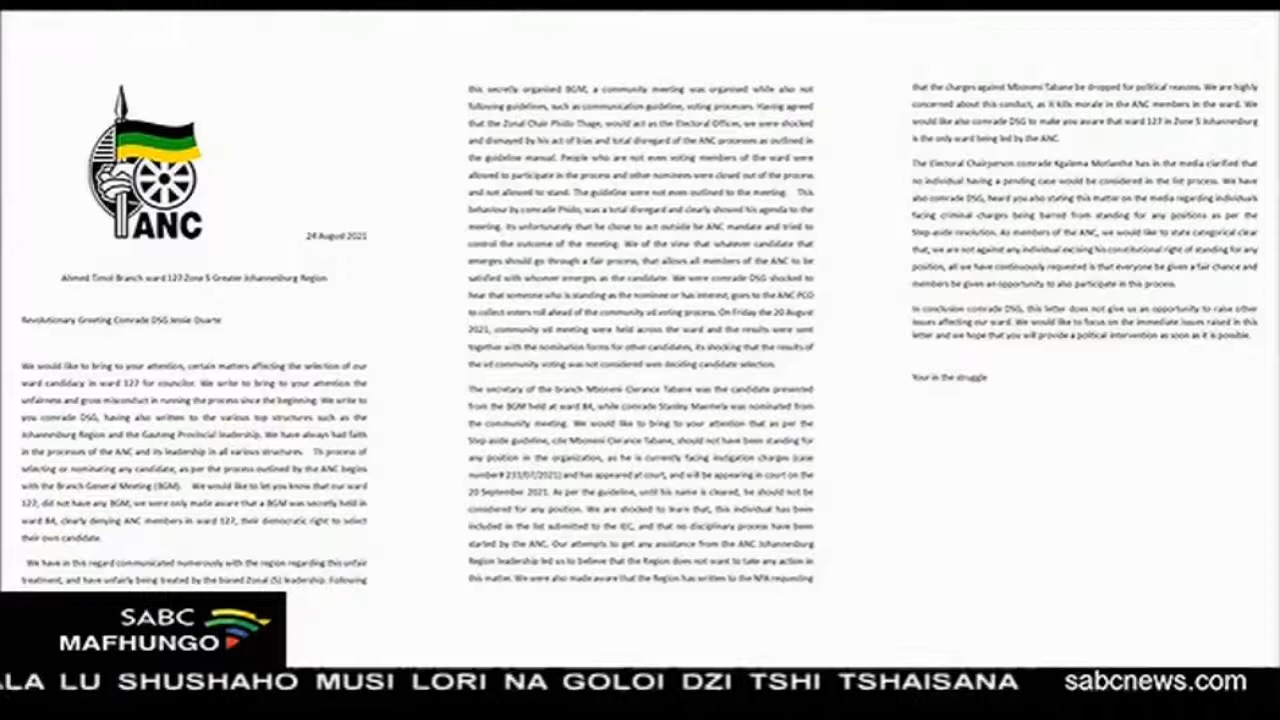 ANC
24 August 2021
Ahmed Timol Branch ward 127 Zone 5 Greater Johannesburg Region
Revolutionary Greeting Comrade DSG Jessie Duarte
We would like to bring to your attention, certain matters affecting the selection of our
ward candidacy in ward 127 for councilor. We write to bring to your attention the
unfairness and gross misconduct in running the process since the beginning. We write to
you comrade DSG, having also written to the various top structures such as the
Johannesburg Region and the Gauteng Provincial leadership. We have always had faith
in the processes of the ANC and its leadership in all various structures. Th process of
selecting or nominating any candidate, as per the process outlined by the ANC begins
with the Branch General Meeting (BGM). We would like to let you know that our ward
127, did not have any BGM, we were only made aware that a BGM was secretly held in
ward 84, clearly denying ANC members in ward 127, their democratic right to select
their own candidate.
We have in this regard communicated numerously with the region regarding this unfair
treatment, and have unfairly being treated by the biased Zonal (5) leadership. Following
this secretly organised BGM, a community meeting was organised while also not
following guidelines, such as communication guideline, voting processes. Having agreed
that the Zonal Chair Phillo Thage, would act as the Electoral Officer, we were shocked
and dismayed by his act of bias and total disregard of the ANC processes as outlined in
the guideline manual. People who are not even voting members of the ward were
allowed to participate in the process and other nominees were closed out of the process
and not allowed to stand. The guideline were not even outlined to the meeting. This
behaviour by comrade Phillo, was a total disregard and clearly showed his agenda to the
meeting. Its unfortunately that he chose to act outside he ANC mandate and tried to
control the outcome of the meeting. We of the view that whatever candidate that
emerges should go through a fair process, that allows all members of the ANC to be
satisfied with whoever emerges as the candidate. We were comrade DSG shocked to
hear that someone who is standing as the nominee or has interest, goes to the ANC PCO
to collect voters roll ahead of the community vd voting process. On Friday the 20 August
2021, community vd meeting were held across the ward and the results were sent
together with the nomination forms for other candidates, its shocking that the results of
the vd community voting was not considered wen deciding candidate selection.
The secretary of the branch Mboneni Clerance Tabane was the candidate presented
from the BGM held at ward 84, while comrade Stanley Mametela was nominated from
the community meeting. We would like to bring to your attention that as per the
Step aside guideline, cde Mboneni Clerance Tabane, should not have been standing for
any position in the organization, as he is currently facing instigation charges (case
number# 233/07/2021) and has appeared at court, and will be appearing in court on the
20 September 2021. As per the guideline, until his name is cleared, he should not be
considered for any position. We are shocked to learn that, this individual has been
included in the list submitted to the IEC, and that no disciplinary process have been
started by the ANC. Our attempts to get any assistance from the ANC Johannesburg
Region leadership led us to believe that the Region does not want to take any action in
this matter. We were also made aware that the Region has written to the NPA requesting
that the charges against Mboneni Tabane be dropped for political reasons. We are highly
concerned about this conduct, as it kills morale in the ANC members in the ward. We
would like also comrade DSG to make you aware that ward 127 in Zone 5 Johannesburg
is the only ward being led by the ANC.
The Electoral Chairperson comrade Kgalema Motlanthe has in the media clarified that
no individual having a pending case would be considered in the list process. We have
also comrade DSG, heard you also stating this matter on the media regarding individuals
facing criminal charges being barred from standing for any positions as per the
Step-aside resolution. As members of the ANC, we would like to state categorical clear
that, we are not against any individual excising his constitutional right of standing for any
position, all we have continuously requested is that everyone be given a fair chance and
members be given an opportunity to also participate in this process.
In conclusion comrade DSG, this letter does not give us an opportunity to raise other
issues affecting our ward. We would like to focus on the immediate issues raised in this
letter and we hope that you will provide a political intervention as soon as it is possible.
Your in the struggle
SABC
MAFHUNGO
ALA LU SHUSHAHO MUSI LORI NA GOLOI DZI TSHI TSHAISANA
sabcnews.com